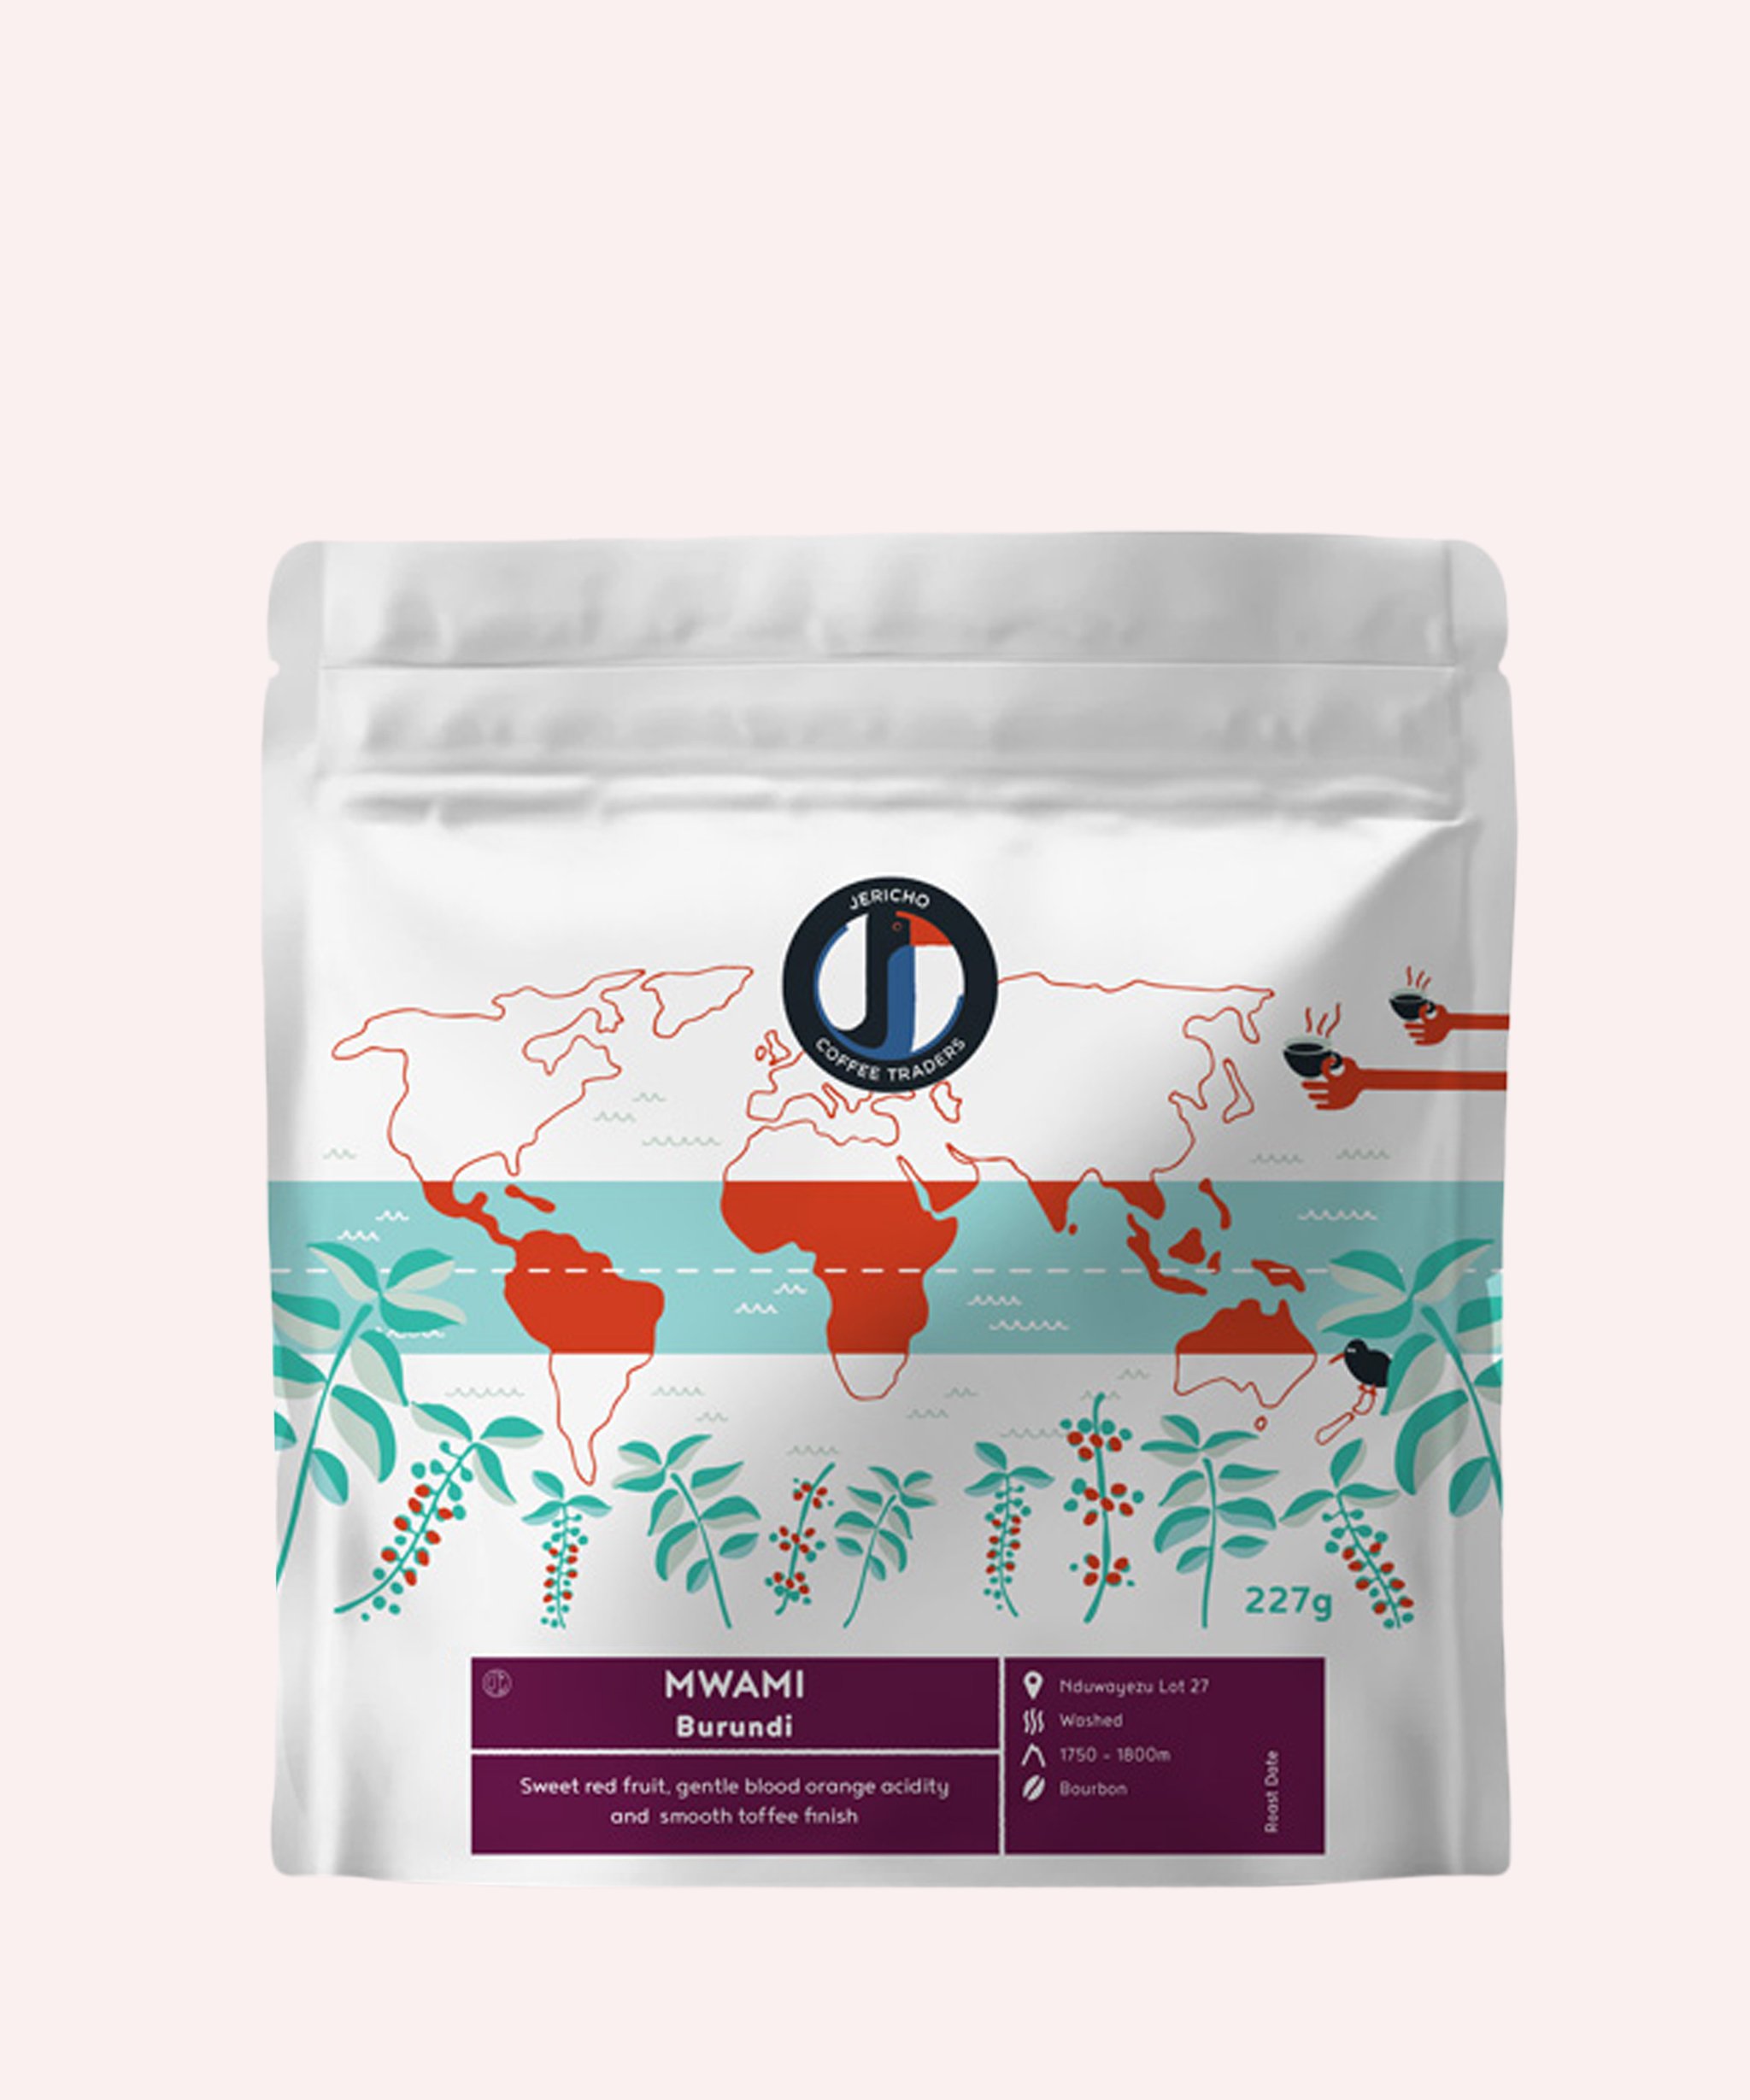 JERICHO
COFFEE TRADERS
227g
MWAMI
Burundi
Sweet red fruit, gentle blood orange acidity
and smooth toffee finish
Nduwayezu Lot 27
Washed
1750 - 1800m
Bourbon
Roast Date